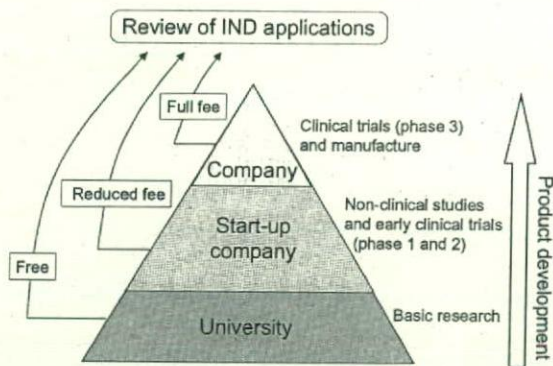 Review of IND applications
Full fee
Clinical trials (phase 3)
and manufacture
Company
Reduced fee
Non-clinical studies
and early clinical trials
(phase 1 and 2)
Start-up
company
Free
University
Basic research
Product development